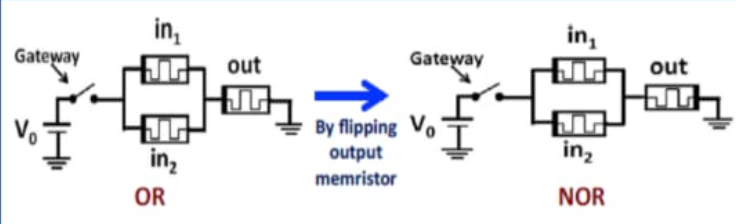 in₁
Gateway
out
V₀
in₂
OR
By flipping
output
memristor
in₁
Gateway
out
V₀
in₂
NOR